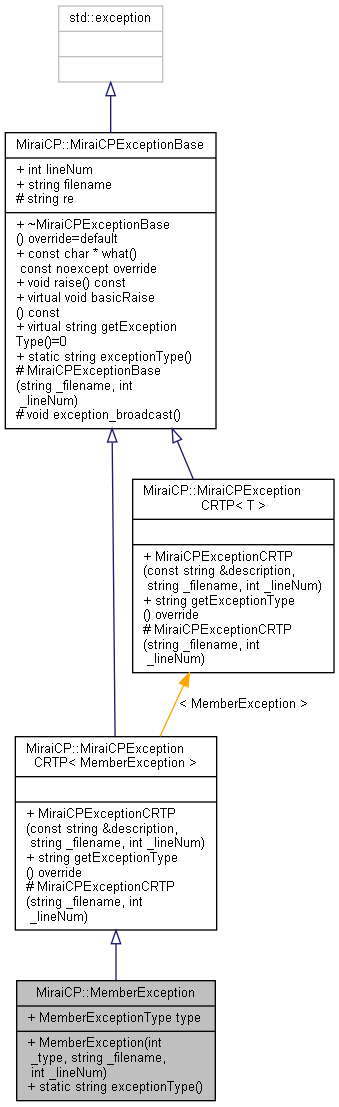 std::exception
MiraiCP::MiraiCPExceptionBase
+ int lineNum
+ string filename
# string re
+ ~MiraiCPExceptionBase
() override=default
+ const char * what()
const noexcept override
+ void raise() const
+ virtual void basicRaise
() const
+ virtual string getException
Type()=0
+ static string exceptionType()
# MiraiCPExceptionBase
(string _filename, int
_lineNum)
# void exception_broadcast()
MiraiCP::MiraiCPException
CRTP< T >
+ MiraiCPExceptionCRTP
(const string &description,
string _filename, int _lineNum)
+ string getExceptionType
() override
# MiraiCPExceptionCRTP
(string _filename, int
_lineNum)
< MemberException >
MiraiCP::MiraiCPException
CRTP< MemberException >
+ MiraiCPExceptionCRTP
(const string &description,
string _filename, int _lineNum)
+ string getExceptionType
() override
# MiraiCPExceptionCRTP
(string _filename, int
_lineNum)
MiraiCP::MemberException
+ MemberExceptionType type
+ MemberException(int
_type, string _filename,
int _lineNum)
+ static string exceptionType()